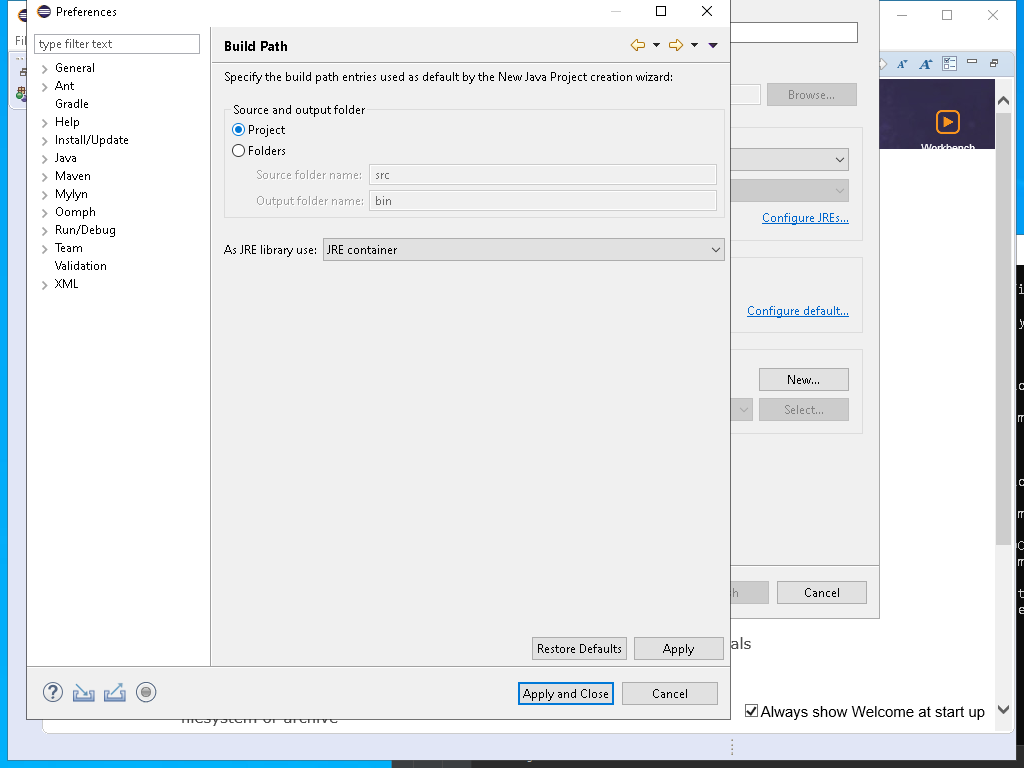 Preferences
Fil
type filter text
General
Ant
Gradle
Help
Install/Update
Java
Maven
Mylyn
Oomph
Run/Debug
Team
Validation
XML
Build Path
Specify the build path entries used as default by the New Java Project creation wizard:
Source and output folder
Project
Folders
Source folder name: src
Output folder name: bin
As JRE library use: JRE container
Restore Defaults Apply
Apply and Close Cancel
Browse...
Workbench
Configure JREs...
Configure default...
New...
Select...
h Cancel
als
filesystem or archive
Always show Welcome at start up